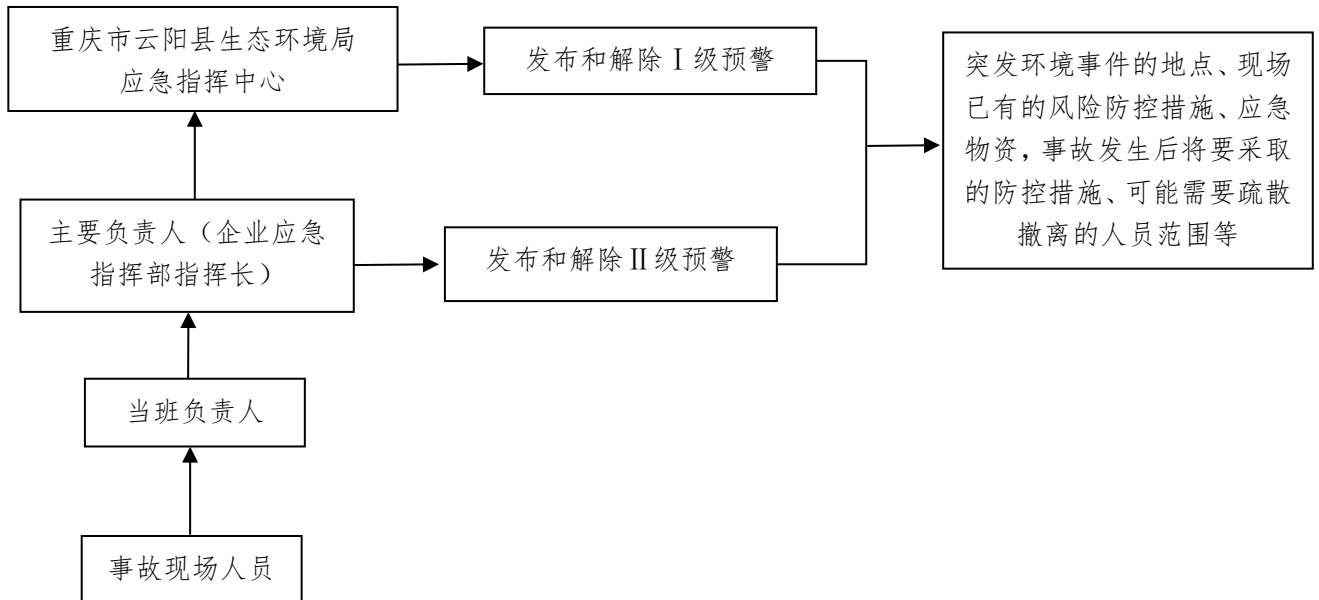 重庆市云阳县生态环境局
应急指挥中心
发布和解除Ⅰ级预警
突发环境事件的地点、现场
已有的风险防控措施、应急
物资，事故发生后将要采取
的防控措施、可能需要疏散
撤离的人员范围等
主要负责人（企业应急
指挥部指挥长）
发布和解除Ⅱ级预警
当班负责人
事故现场人员